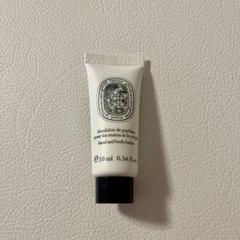 émulsion de parfum
pour les mains et le corps
hand and body lotion
℮ 10 ml 0.34 fl. oz